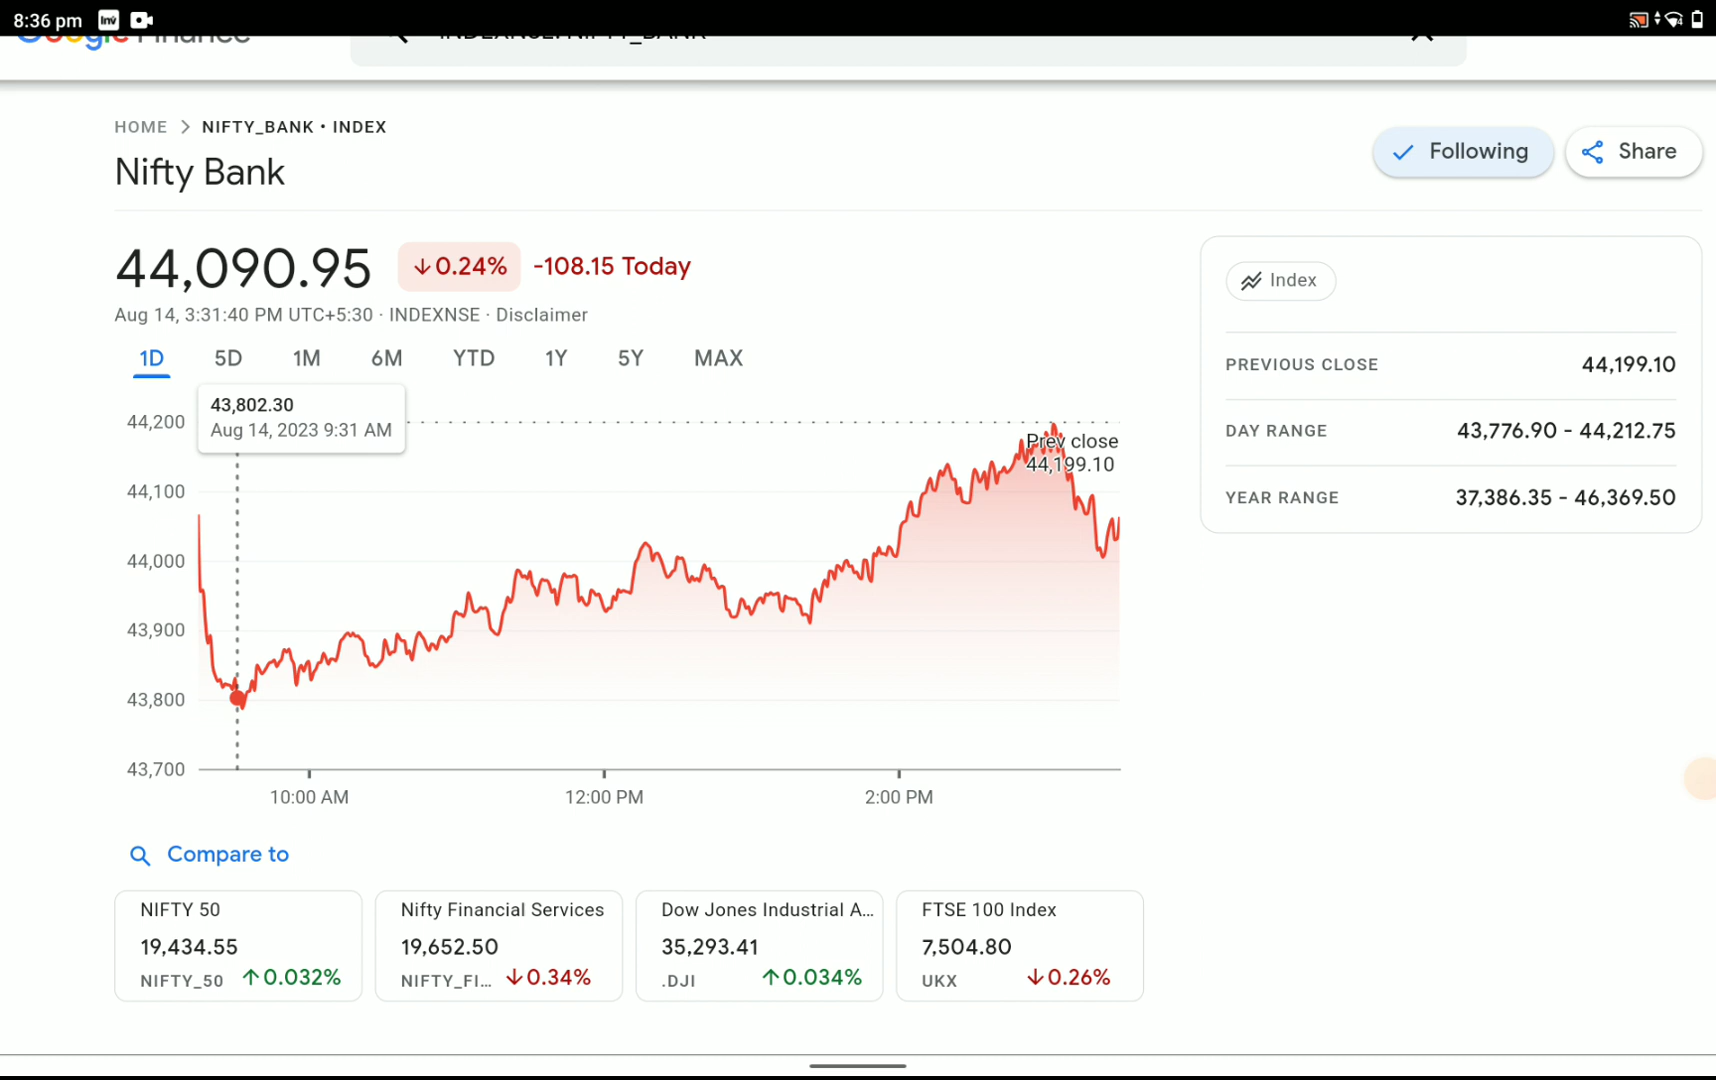 8:36 pm
Google Finance
INDEXNSE: NIFTY_BANK
HOME > NIFTY_BANK • INDEX
Nifty Bank
Following
Share
44,090.95
↓0.24%
-108.15 Today
Aug 14, 3:31:40 PM UTC+5:30 · INDEXNSE · Disclaimer
1D 5D 1M 6M YTD 1Y 5Y MAX
43,802.30
Aug 14, 2023 9:31 AM
44,200
44,100
44,000
43,900
43,800
43,700
Prev close
44,199.10
10:00 AM
12:00 PM
2:00 PM
Index
PREVIOUS CLOSE 44,199.10
DAY RANGE 43,776.90 - 44,212.75
YEAR RANGE 37,386.35 - 46,369.50
Compare to
NIFTY 50
19,434.55
NIFTY_50 ↑0.032%
Nifty Financial Services
19,652.50
NIFTY_FI... ↓0.34%
Dow Jones Industrial A...
35,293.41
.DJI ↑0.034%
FTSE 100 Index
7,504.80
UKX ↓0.26%